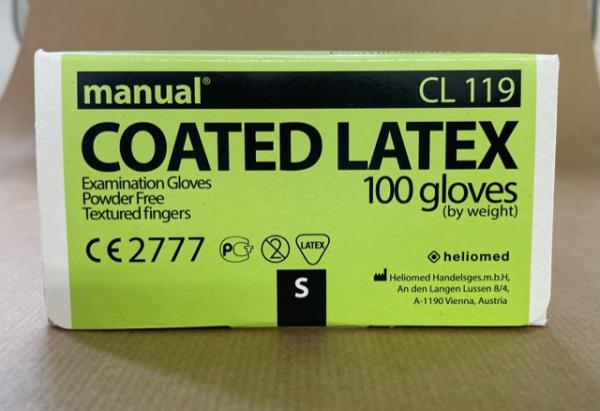 manual® CL 119
COATED LATEX
Examination Gloves
Powder Free
Textured fingers
100 gloves
(by weight)
CE 2777
2
LATEX
S
heliomed
Heliomed Handelsges.m.b.H,
An den Langen Lussen 8/4,
A-1190 Vienna, Austria